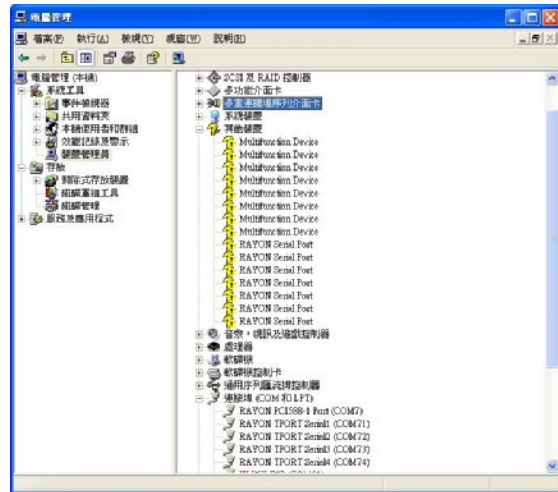 電腦管理
檔案(F) 執行(A) 檢視(V) 視窗(W) 說明(H)
電腦管理 (本機)
系統工具
事件檢視器
共用資料夾
本機使用者和群組
效能記錄及警示
裝置管理員
存放
卸除式存放裝置
磁碟重組工具
磁碟管理
服務及應用程式
SCSI 及 RAID 控制器
多功能介面卡
多重連接埠序列介面卡
系統裝置
其他裝置
Multifunction Device
Multifunction Device
Multifunction Device
Multifunction Device
Multifunction Device
Multifunction Device
Multifunction Device
Multifunction Device
RAYON Serial Port
RAYON Serial Port
RAYON Serial Port
RAYON Serial Port
RAYON Serial Port
RAYON Serial Port
RAYON Serial Port
音效，視訊及遊戲控制器
處理器
軟碟機
軟碟機控制卡
通用序列匯流排控制器
連接埠 (COM 和 LPT)
RAYON PCI588-1 Port (COM7)
RAYON TPORT Serial1 (COM71)
RAYON TPORT Serial2 (COM72)
RAYON TPORT Serial3 (COM73)
RAYON TPORT Serial4 (COM74)